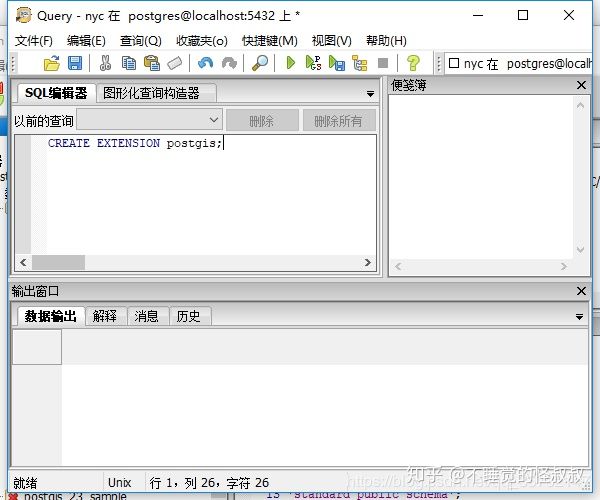 Query - nyc 在 postgres@localhost:5432 上 *
文件(F) 编辑(E) 查询(Q) 收藏夹(o) 快捷键(M) 视图(V) 帮助(H)
nyc 在 postgres@localh
SQL编辑器 图形化查询构造器
便笺簿
以前的查询 删除 删除所有
CREATE EXTENSION postgis;
输出窗口
数据输出 解释 消息 历史
就绪 Unix 行 1，列 26，字符 26
知乎 @不睡觉的怪叔叔
postgis_23_sample
IS 'standard public schema';